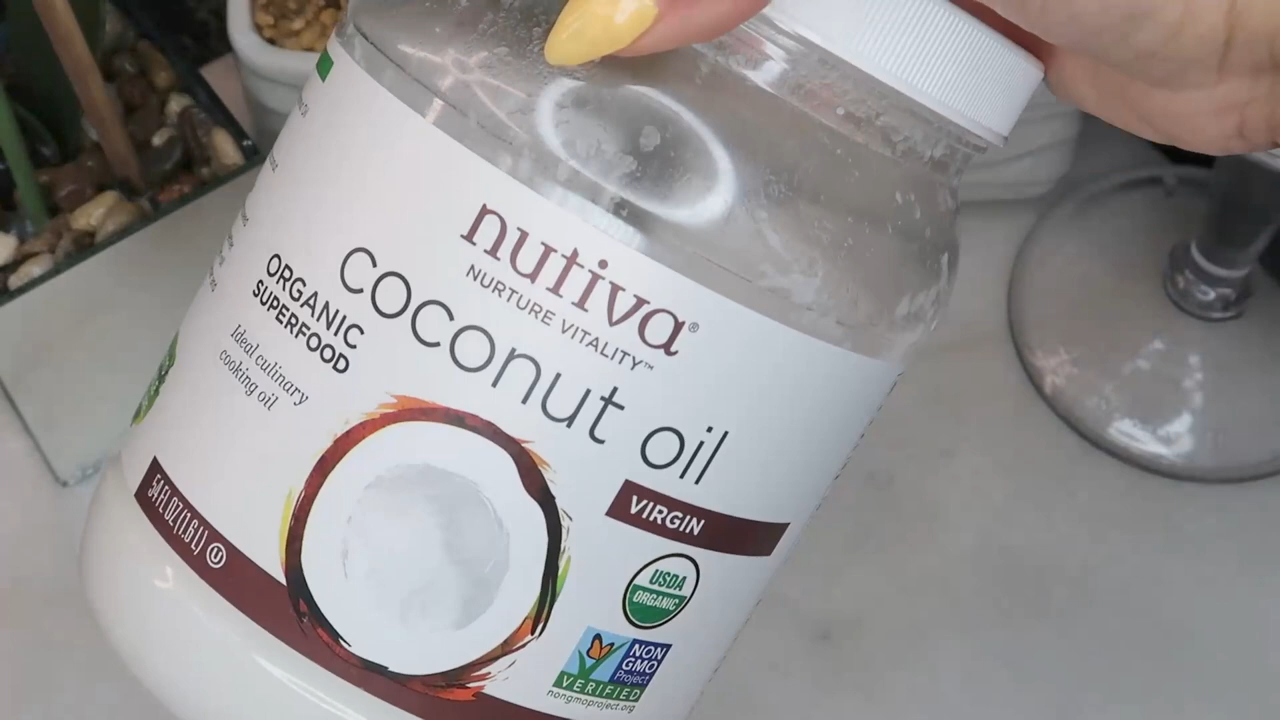 nutiva®
NURTURE VITALITY™
coconut oil
ORGANIC
SUPERFOOD
Ideal culinary
cooking oil
VIRGIN
USDA
ORGANIC
NON
GMO
Project
VERIFIED
nongmoproject.org
54 FL OZ (1.6 L) U